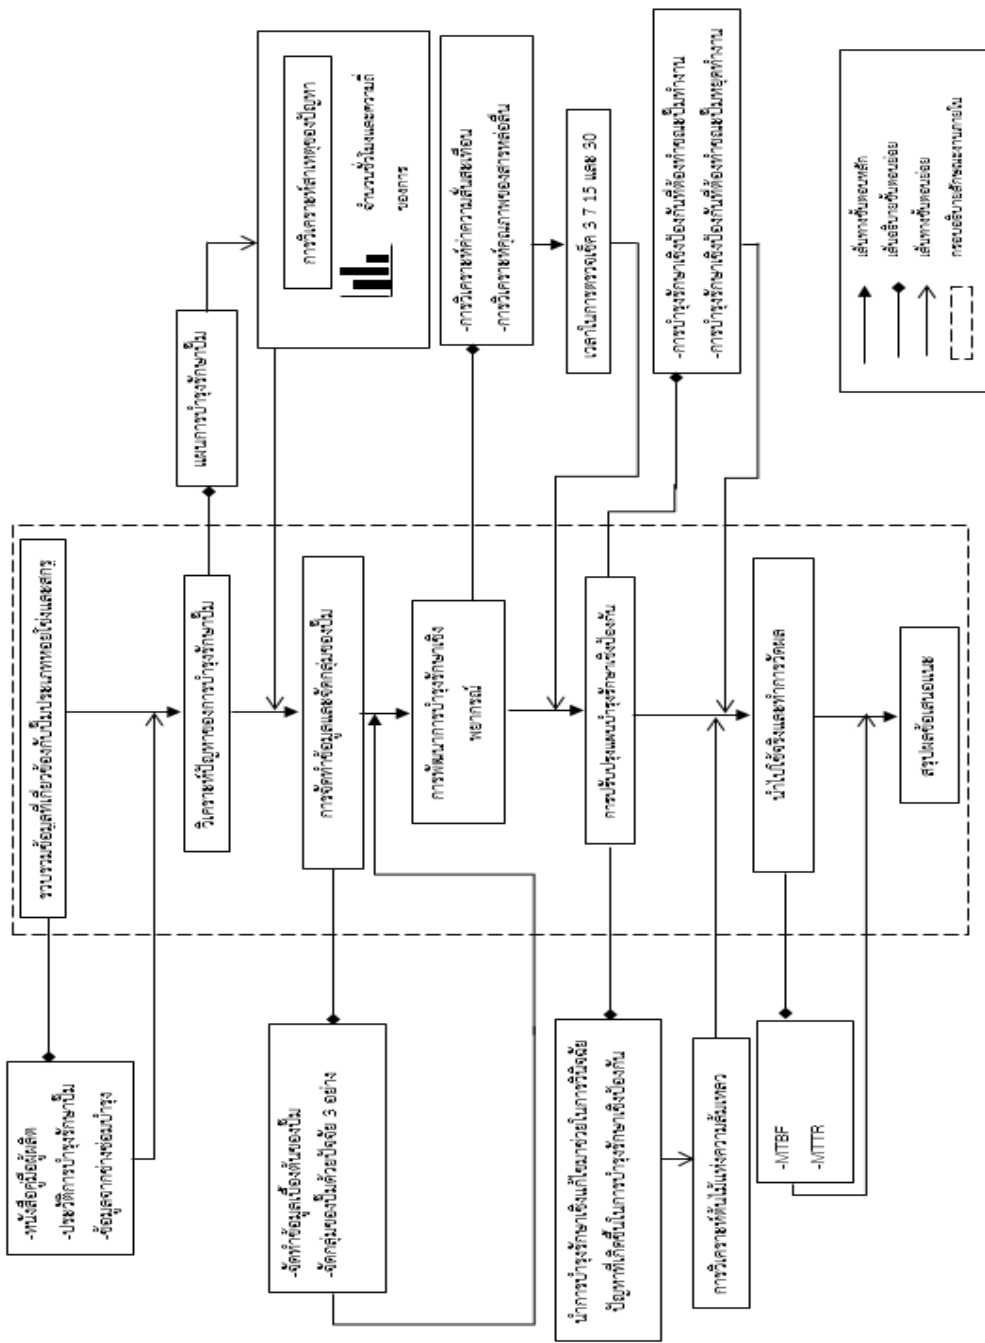 รวบรวมข้อมูลที่เกี่ยวข้องกับปั๊มประเภทหอยโข่งและสกรู
-หนังสือคู่มือผู้ผลิต
-ประวัติการบำรุงรักษาปั๊ม
-ข้อมูลจากช่างซ่อมบำรุง
วิเคราะห์ปัญหาของการบำรุงรักษาปั๊ม
แผนการบำรุงรักษาปั๊ม
การวิเคราะห์สาเหตุของปัญหา
จำนวนชั่วโมงและความถี่
ของการ
การจัดทำข้อมูลและจัดกลุ่มของปั๊ม
-จัดทำข้อมูลเบื้องต้นของปั๊ม
-จัดกลุ่มของปั๊มด้วยปัจจัย 3 อย่าง
การพัฒนาการบำรุงรักษาเชิง
พยากรณ์
-การวิเคราะห์ค่าความสั่นสะเทือน
-การวิเคราะห์คุณภาพของสารหล่อลื่น
เวลาในการตรวจเช็ค 3 7 15 และ 30
การปรับปรุงแผนบำรุงรักษาเชิงป้องกัน
-การบำรุงรักษาเชิงป้องกันที่ต้องทำขณะปั๊มทำงาน
-การบำรุงรักษาเชิงป้องกันที่ต้องทำขณะปั๊มหยุดทำงาน
นำการบำรุงรักษาเชิงแก้ไขมาช่วยในการวินิจฉัย
ปัญหาที่เกิดขึ้นในการบำรุงรักษาเชิงป้องกัน
การวิเคราะห์ต้นไม้แห่งความล้มเหลว
นำไปใช้จริงและทำการวัดผล
-MTBF
-MTTR
สรุปผลข้อเสนอแนะ
เส้นทางขั้นตอนหลัก
เส้นอธิบายขั้นตอนย่อย
เส้นทางขั้นตอนย่อย
กรอบอธิบายลักษณะงานภายใน